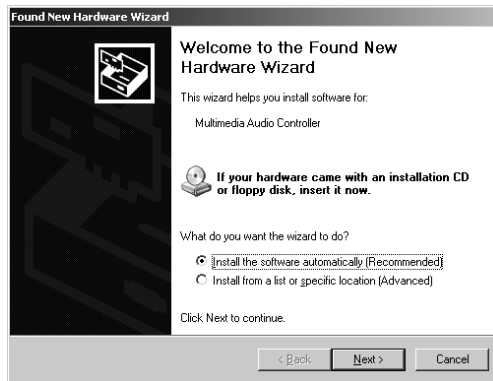 Found New Hardware Wizard
Welcome to the Found New
Hardware Wizard
This wizard helps you install software for:
Multimedia Audio Controller
If your hardware came with an installation CD
or floppy disk, insert it now.
What do you want the wizard to do?
Install the software automatically (Recommended)
Install from a list or specific location (Advanced)
Click Next to continue.
< Back
Next >
Cancel